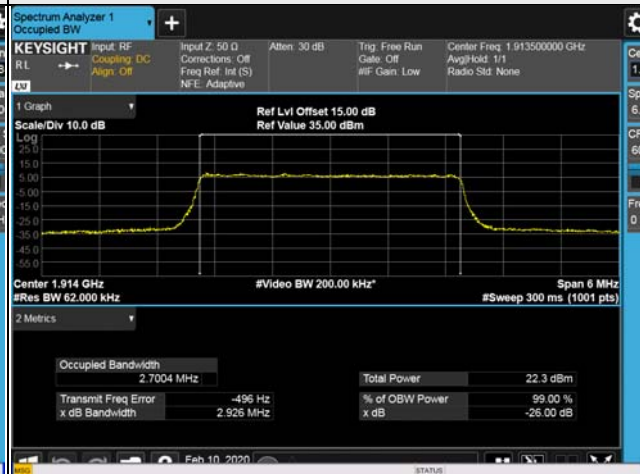 Spectrum Analyzer 1
Occupied BW
+
KEYSIGHT Input: RF Input Z: 50 Ω Atten: 30 dB Trig: Free Run Center Freq: 1.913500000 GHz
RL Coupling: DC Corrections: Off Gate: Off Avg|Hold: 1/1
Align: Off Freq Ref: Int (S) #IF Gain: Low Radio Std: None
NFE: Adaptive
LXI
1 Graph
Ref Lvl Offset 15.00 dB
Scale/Div 10.0 dB Ref Value 35.00 dBm
Log
25.0
15.0
5.00
-5.00
-15.0
-25.0
-35.0
-45.0
-55.0
Center 1.914 GHz #Video BW 200.00 kHz* Span 6 MHz
#Res BW 62.000 kHz #Sweep 300 ms (1001 pts)
2 Metrics
Occupied Bandwidth
2.7004 MHz Total Power 22.3 dBm
Transmit Freq Error -496 Hz % of OBW Power 99.00 %
x dB Bandwidth 2.926 MHz x dB -26.00 dB
Feb 10, 2020
MSG STATUS